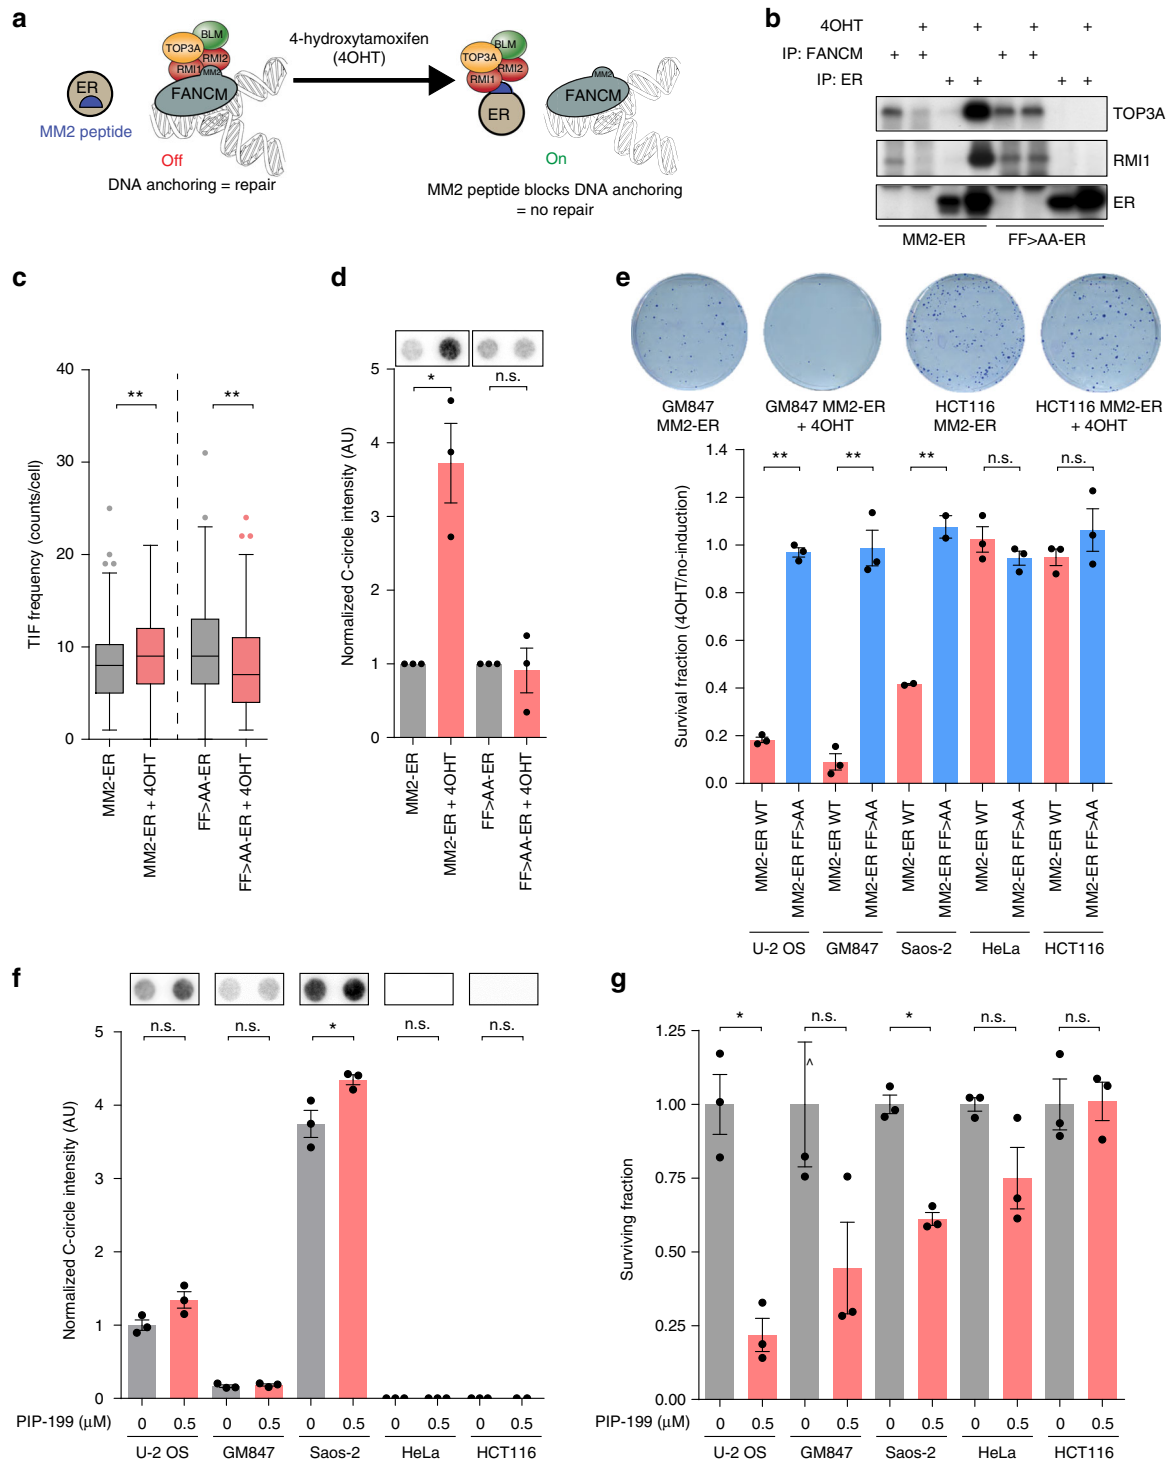 a
BLM
TOP3A
RMI2
RMI1
MM2
FANCM
ER
MM2 peptide
Off
DNA anchoring = repair
4-hydroxytamoxifen
(4OHT)
BLM
TOP3A
RMI2
RMI1
ER
MM2
FANCM
On
MM2 peptide blocks DNA anchoring
= no repair
b
4OHT + + + +
IP: FANCM + + + +
IP: ER + + + +
TOP3A
RMI1
ER
MM2-ER FF>AA-ER
c
TIF frequency (counts/cell)
40
30
20
10
0
** **
MM2-ER
MM2-ER + 4OHT
FF>AA-ER
FF>AA-ER + 4OHT
d
Normalized C-circle intensity (AU)
5
4
3
2
1
0
* n.s.
MM2-ER
MM2-ER + 4OHT
FF>AA-ER
FF>AA-ER + 4OHT
e
GM847
MM2-ER
GM847 MM2-ER
+ 4OHT
HCT116
MM2-ER
HCT116 MM2-ER
+ 4OHT
Survival fraction (4OHT/no-induction)
1.4
1.2
1.0
0.8
0.6
0.4
0.2
0.0
** ** ** n.s. n.s.
MM2-ER WT
MM2-ER FF>AA
MM2-ER WT
MM2-ER FF>AA
MM2-ER WT
MM2-ER FF>AA
MM2-ER WT
MM2-ER FF>AA
MM2-ER WT
MM2-ER FF>AA
U-2 OS GM847 Saos-2 HeLa HCT116
f
Normalized C-circle intensity (AU)
5
4
3
2
1
0
n.s. n.s. * n.s. n.s.
PIP-199 (μM) 0 0.5 0 0.5 0 0.5 0 0.5 0 0.5
U-2 OS GM847 Saos-2 HeLa HCT116
g
Surviving fraction
1.25
1.00
0.75
0.50
0.25
0.00
* n.s. * n.s. n.s.
^
PIP-199 (μM) 0 0.5 0 0.5 0 0.5 0 0.5 0 0.5
U-2 OS GM847 Saos-2 HeLa HCT116